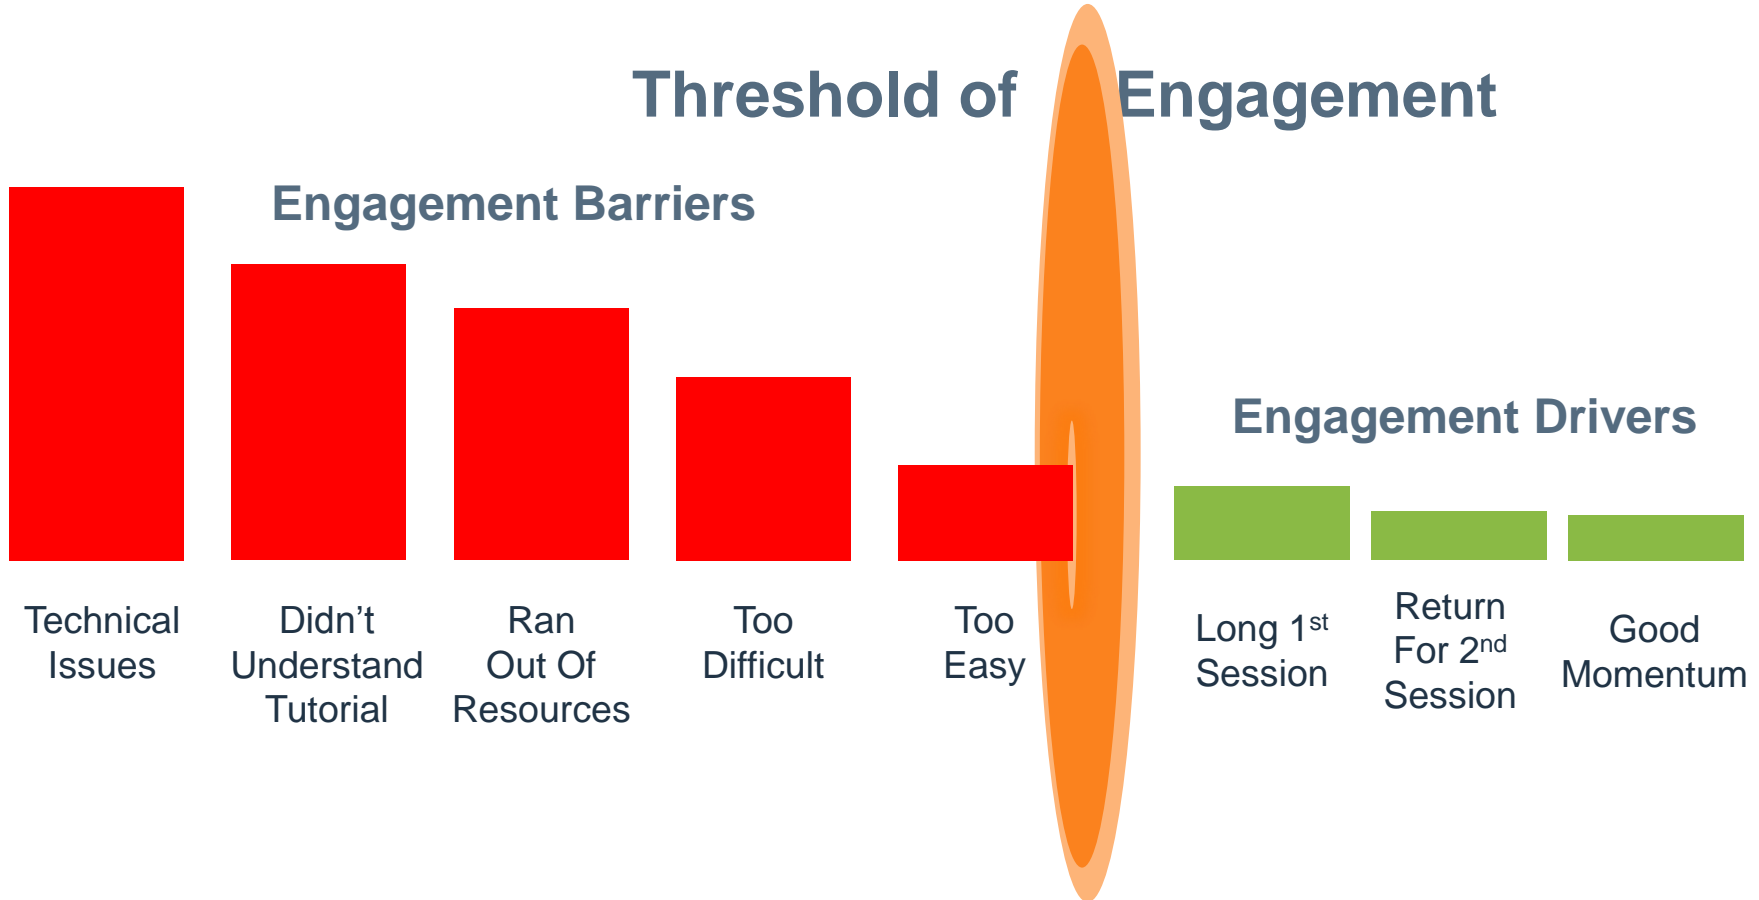 Threshold of Engagement
Engagement Barriers
Engagement Drivers
Technical
Issues
Didn’t
Understand
Tutorial
Ran
Out Of
Resources
Too
Difficult
Too
Easy
Long 1st
Session
Return
For 2nd
Session
Good
Momentum